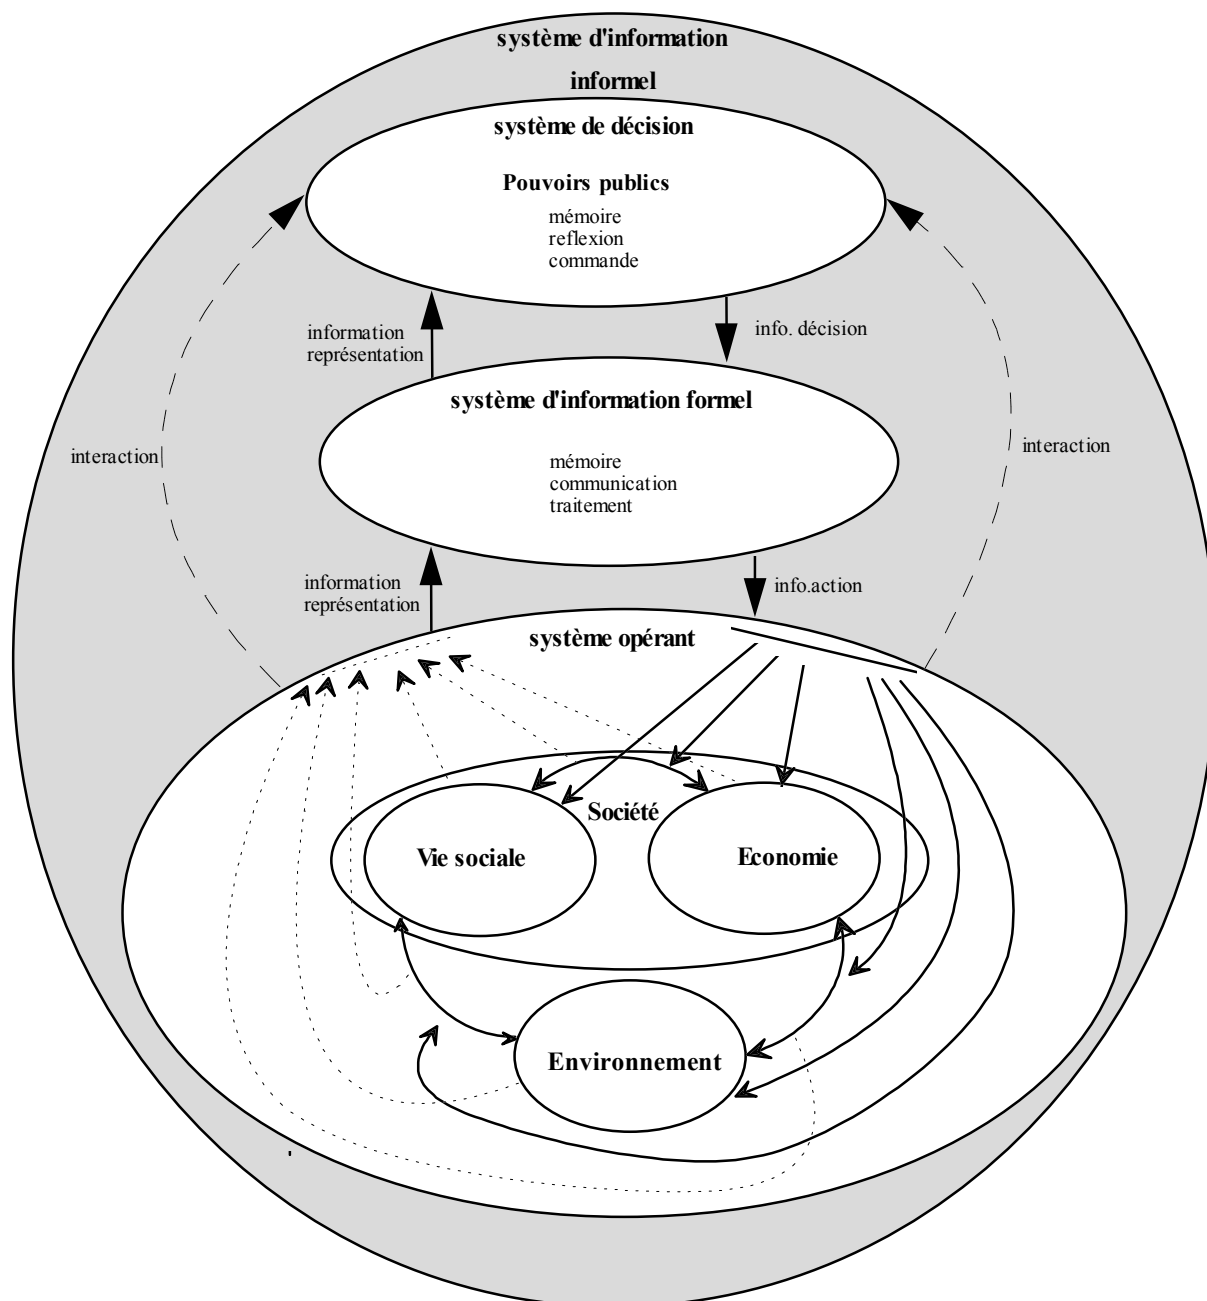 système d'information
informel
système de décision
Pouvoirs publics
mémoire
reflexion
commande
information
représentation
info. décision
système d'information formel
interaction
interaction
mémoire
communication
traitement
information
représentation
info.action
système opérant
Société
Vie sociale
Economie
Environnement